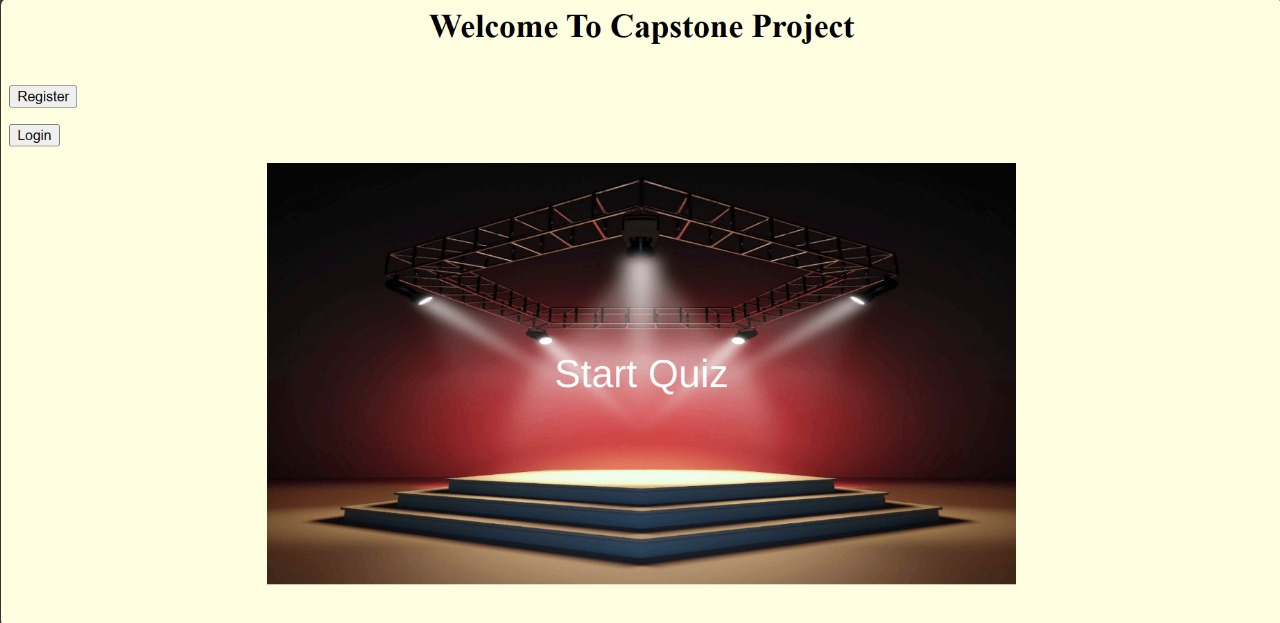 Welcome To Capstone Project
Register
Login
Start Quiz